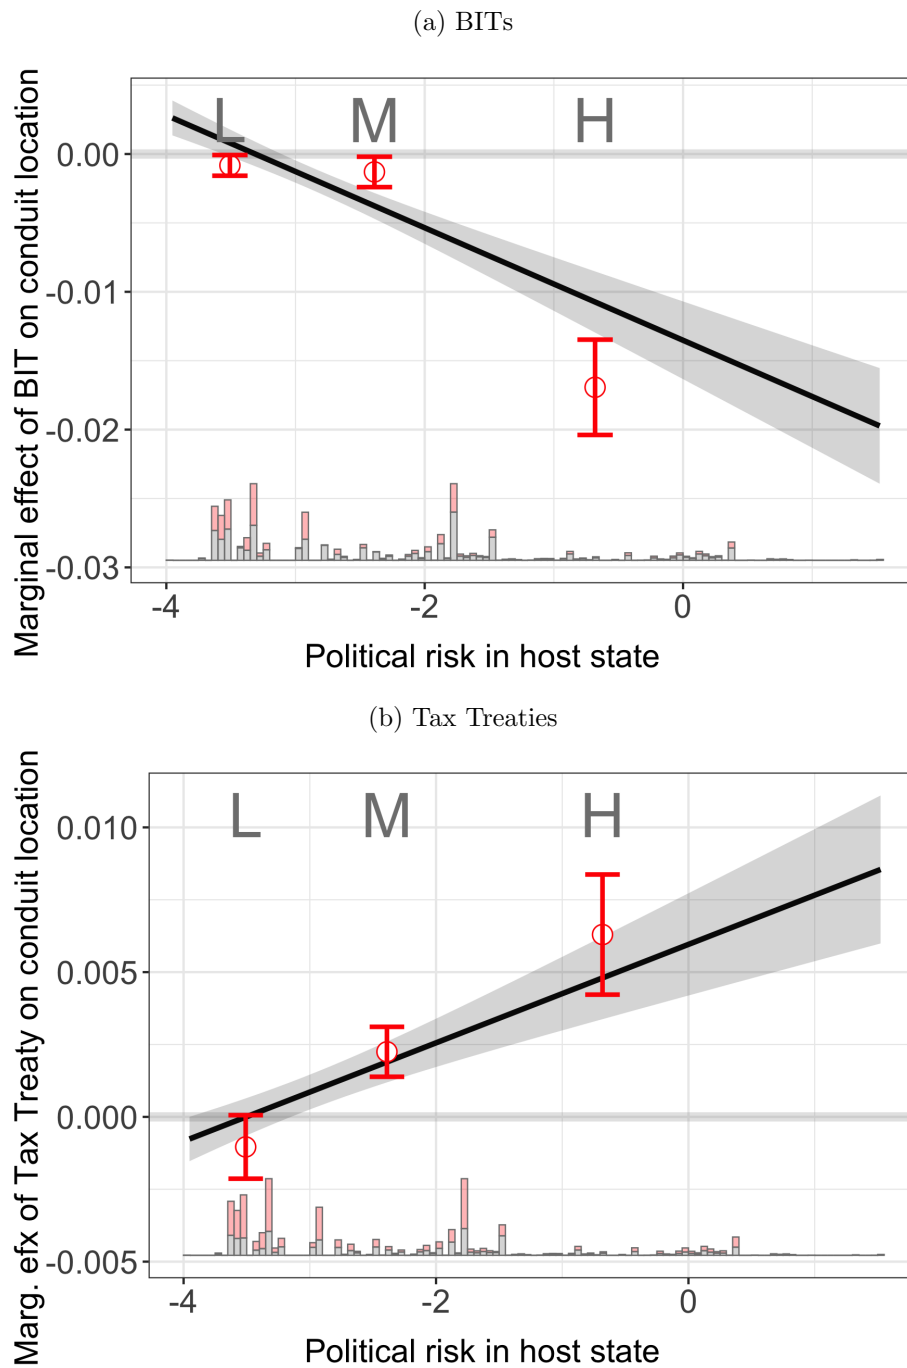 (a) BITs
Marginal effect of BIT on conduit location
L M H
0.00
-0.01
-0.02
-0.03
-4 -2 0
Political risk in host state
(b) Tax Treaties
Marg. efx of Tax Treaty on conduit location
L M H
0.010
0.005
0.000
-0.005
-4 -2 0
Political risk in host state